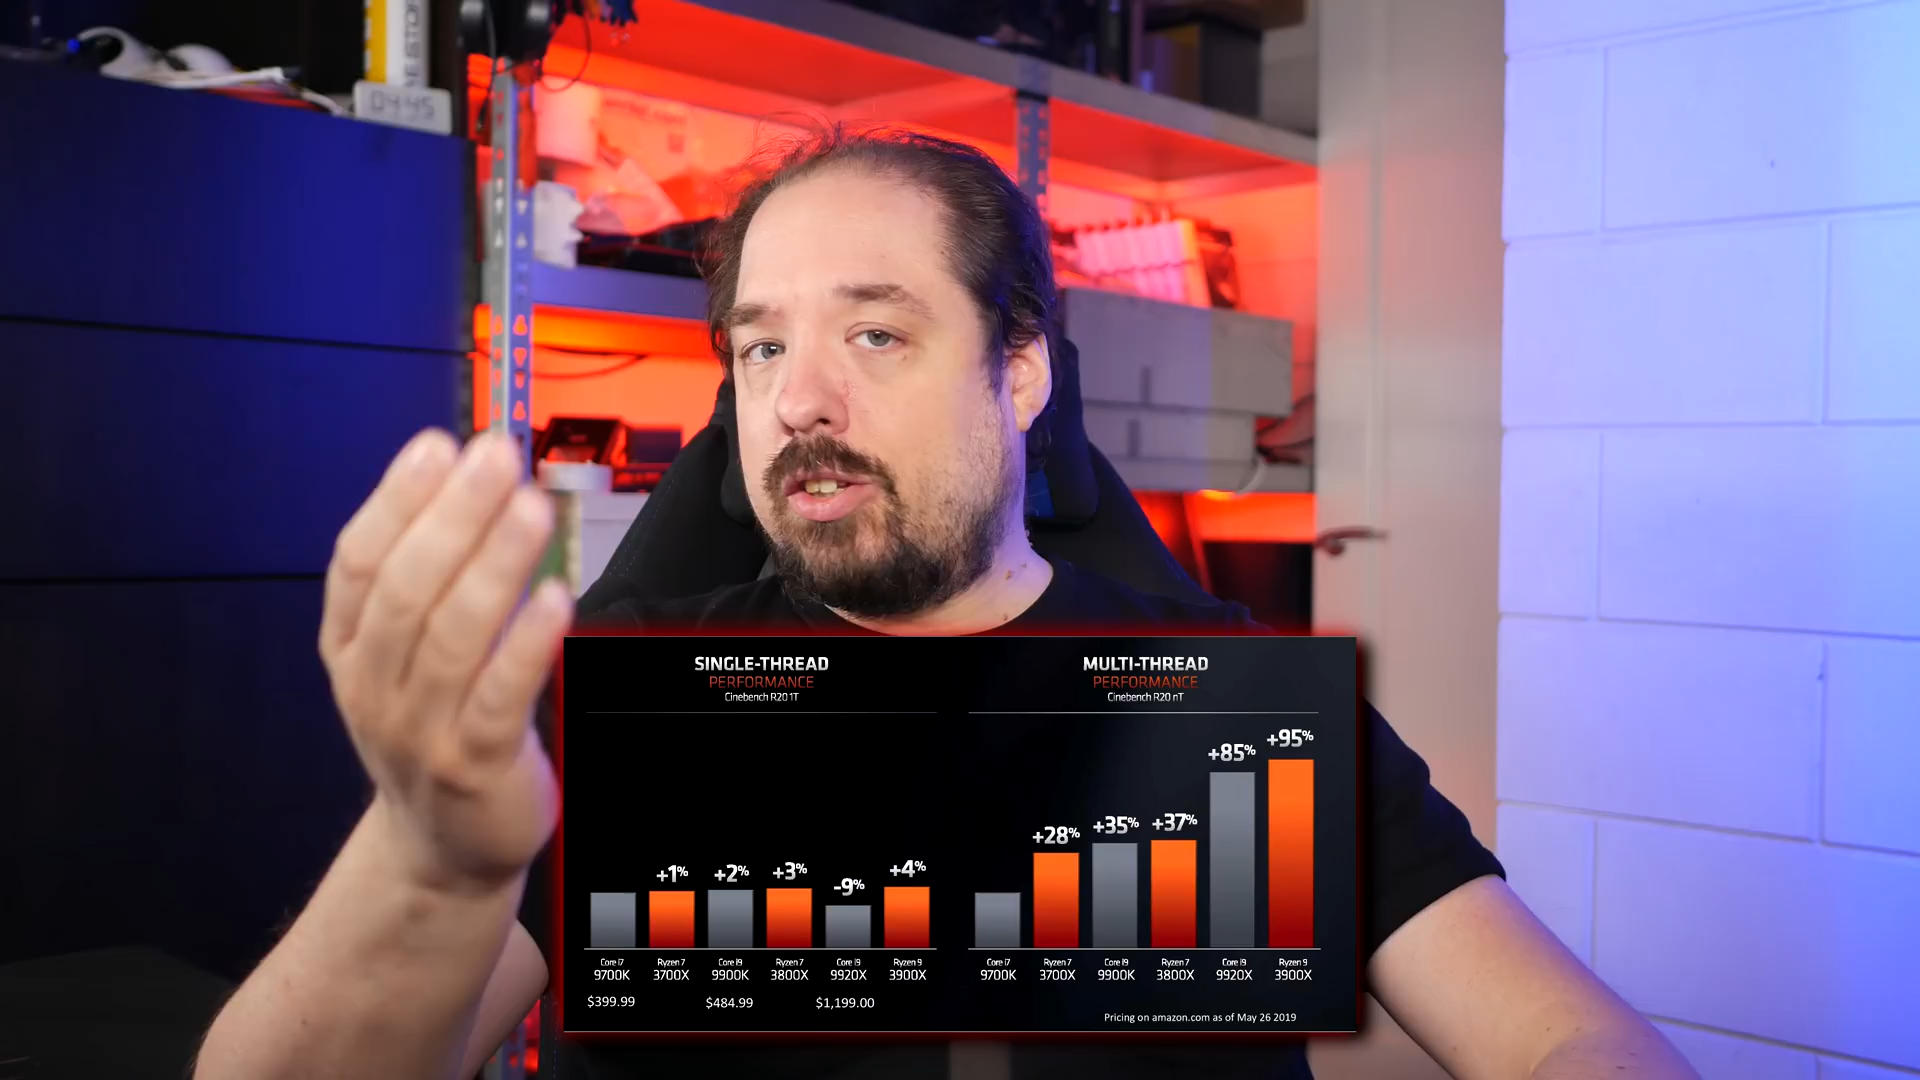 04:45
SINGLE-THREAD
PERFORMANCE
Cinebench R20 1T
+1%
+2%
+3%
-9%
+4%
Core i7
9700K
Ryzen 7
3700X
Core i9
9900K
Ryzen 7
3800X
Core i9
9920X
Ryzen 9
3900X
$399.99
$484.99
$1,199.00
MULTI-THREAD
PERFORMANCE
Cinebench R20 nT
+28%
+35%
+37%
+85%
+95%
Core i7
9700K
Ryzen 7
3700X
Core i9
9900K
Ryzen 7
3800X
Core i9
9920X
Ryzen 9
3900X
Pricing on amazon.com as of May 26 2019